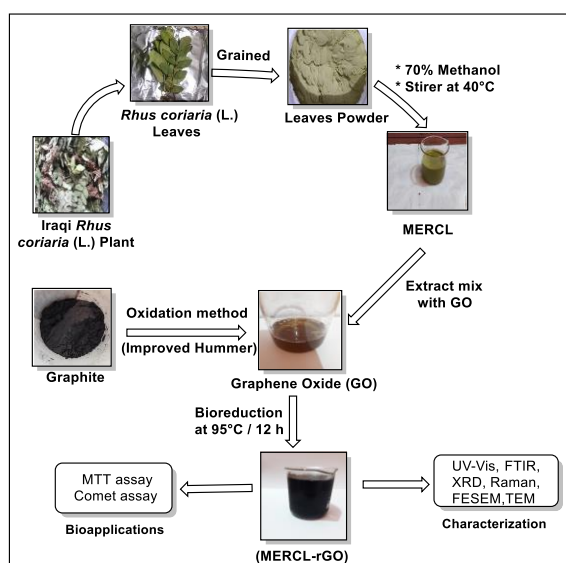 Grained
Rhus coriaria (L.)
Leaves
Leaves Powder
* 70% Methanol
* Stirer at 40°C
Iraqi Rhus
coriaria (L.) Plant
MERCL
Extract mix
with GO
Oxidation method
(Improved Hummer)
Graphite
Graphene Oxide (GO)
Bioreduction
at 95°C / 12 h
MTT assay
Comet assay
Bioapplications
(MERCL-rGO)
UV-Vis, FTIR,
XRD, Raman,
FESEM,TEM
Characterization